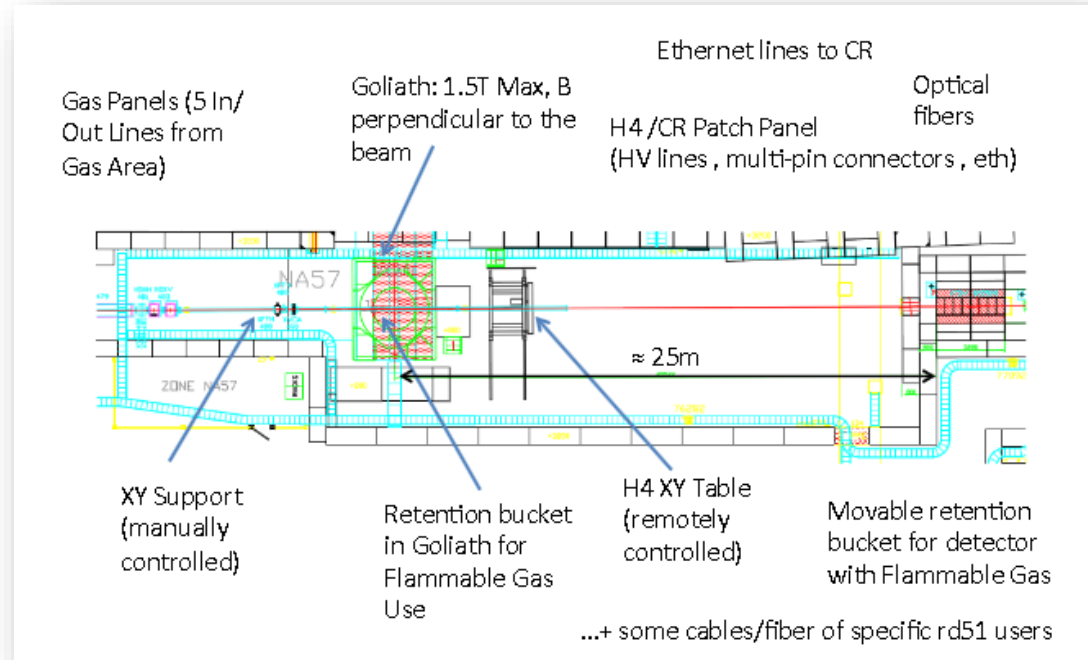 Ethernet lines to CR
Gas Panels (5 In/
Out Lines from
Gas Area)
Goliath: 1.5T Max, B
perpendicular to the
beam
Optical
fibers
H4 /CR Patch Panel
(HV lines , multi-pin connectors , eth)
NA57
≈ 25m
ZONE NA57
XY Support
(manually
controlled)
Retention bucket
in Goliath for
Flammable Gas
Use
H4 XY Table
(remotely
controlled)
Movable retention
bucket for detector
with Flammable Gas
...+ some cables/fiber of specific rd51 users